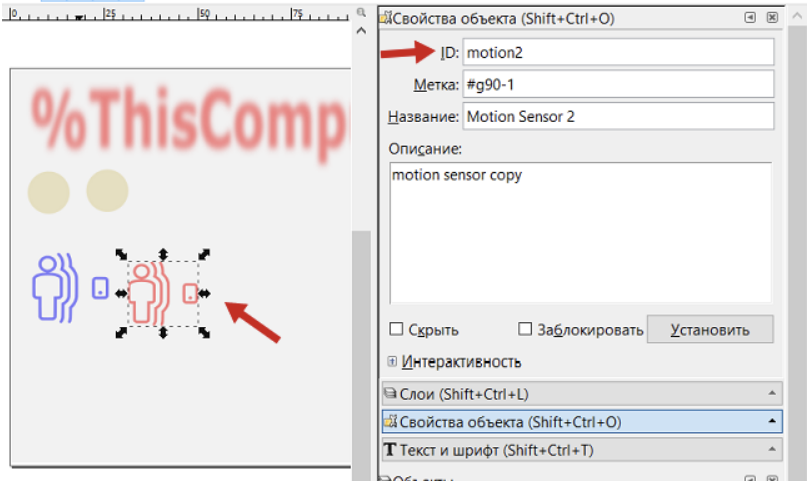 0 25 50 75
Свойства объекта (Shift+Ctrl+O)
ID: motion2
Метка: #g90-1
Название: Motion Sensor 2
Описание:
motion sensor copy
%ThisComp
Скрыть Заблокировать Установить
Интерактивность
Слои (Shift+Ctrl+L)
Свойства объекта (Shift+Ctrl+O)
Текст и шрифт (Shift+Ctrl+T)